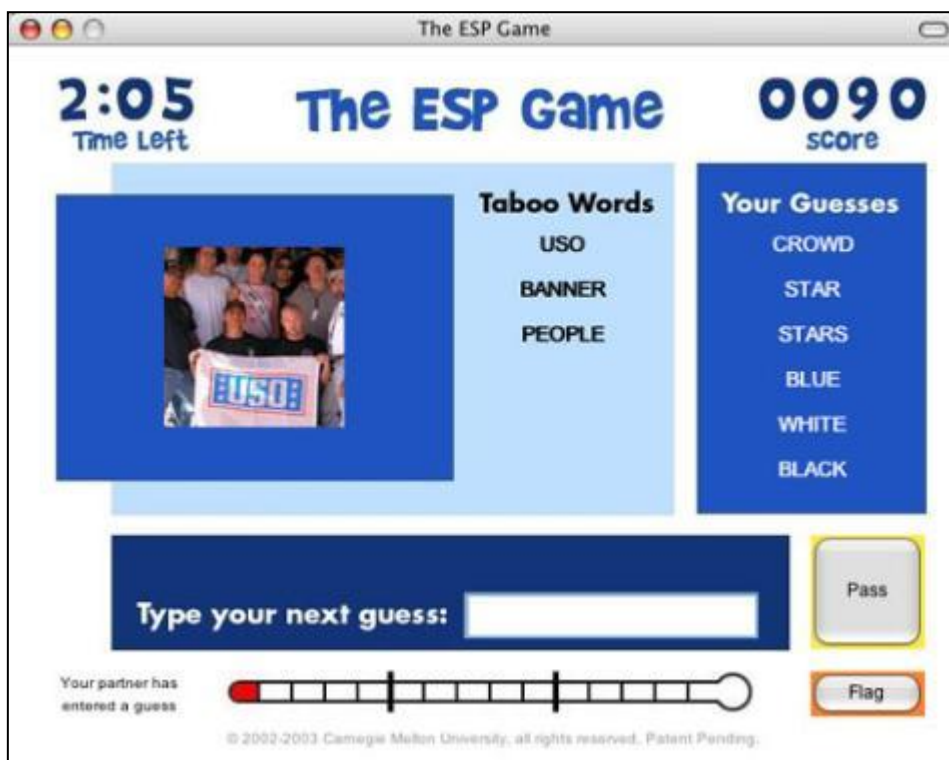 The ESP Game
2:05
Time Left
The ESP Game
0090
score
Taboo Words
USO
BANNER
PEOPLE
Your Guesses
CROWD
STAR
STARS
BLUE
WHITE
BLACK
USO
Type your next guess:
Pass
Your partner has
entered a guess
Flag
© 2002-2003 Carnegie Mellon University, all rights reserved. Patent Pending.